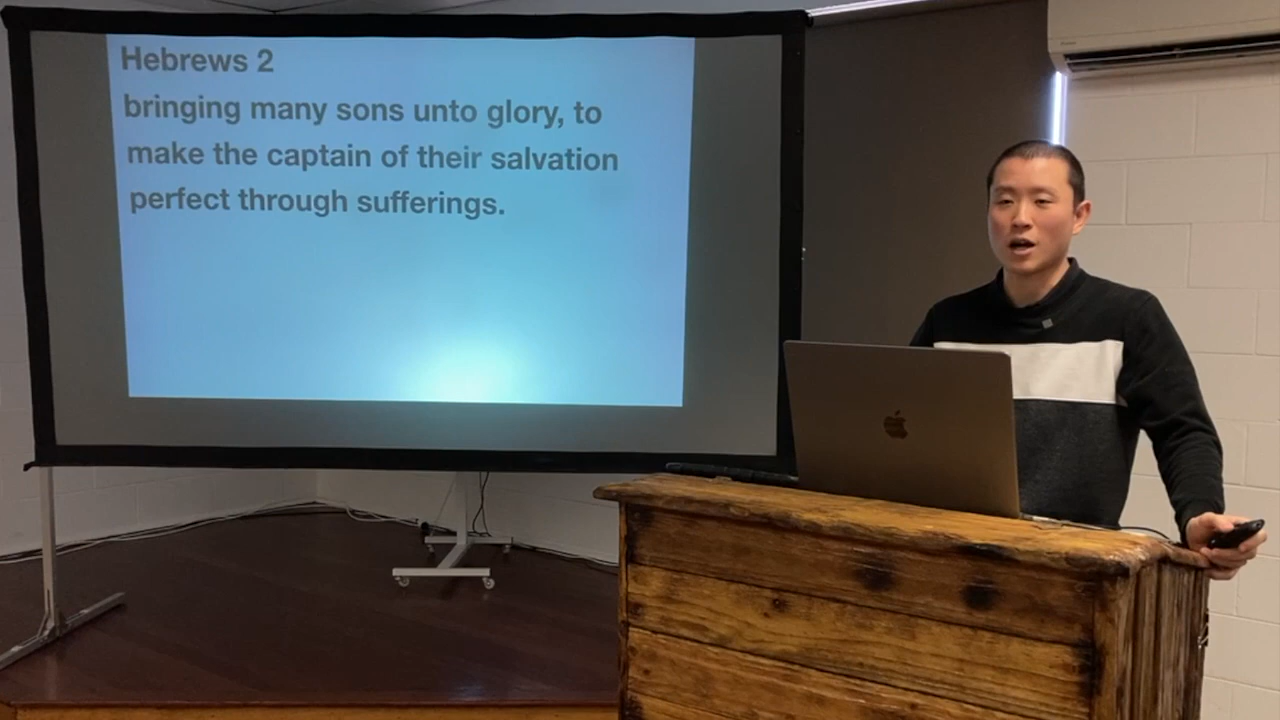 Hebrews 2
bringing many sons unto glory, to
make the captain of their salvation
perfect through sufferings.